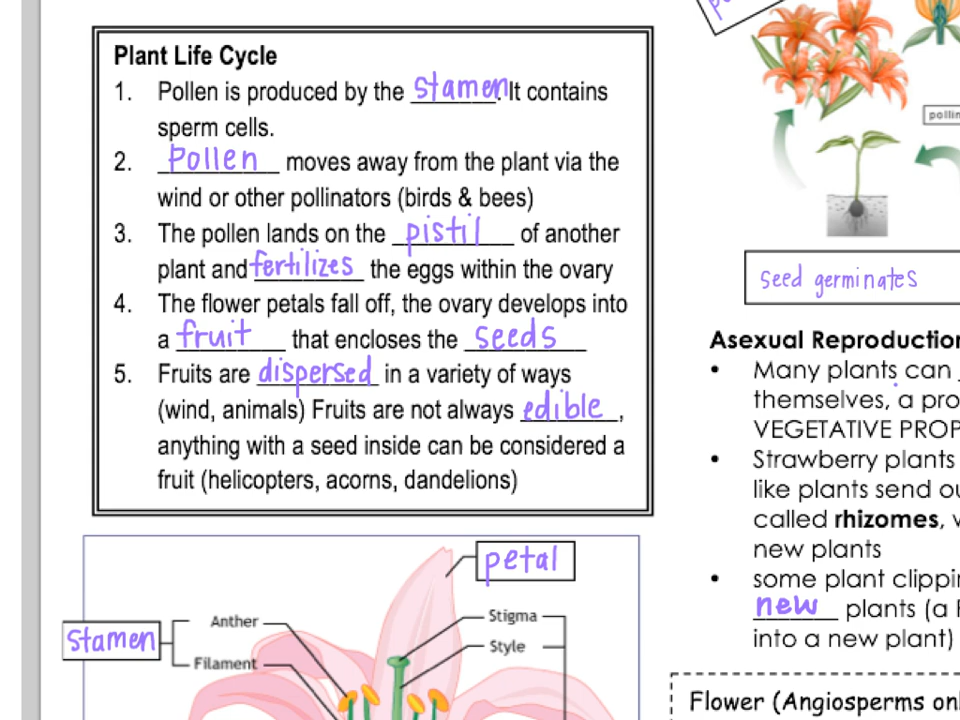 Plant Life Cycle
1. Pollen is produced by the stamen. It contains
sperm cells.
2. Pollen moves away from the plant via the
wind or other pollinators (birds & bees)
3. The pollen lands on the pistil of another
plant and fertilizes the eggs within the ovary
4. The flower petals fall off, the ovary develops into
a fruit that encloses the seeds
5. Fruits are dispersed in a variety of ways
(wind, animals) Fruits are not always edible,
anything with a seed inside can be considered a
fruit (helicopters, acorns, dandelions)
petal
stamen
Anther
Filament
Stigma
Style
pollin
seed germinates
Asexual Reproduction
• Many plants can
themselves, a pro
VEGETATIVE PROP
• Strawberry plants
like plants send ou
called rhizomes, w
new plants
• some plant clippin
new plants (a P
into a new plant)
Flower (Angiosperms onl